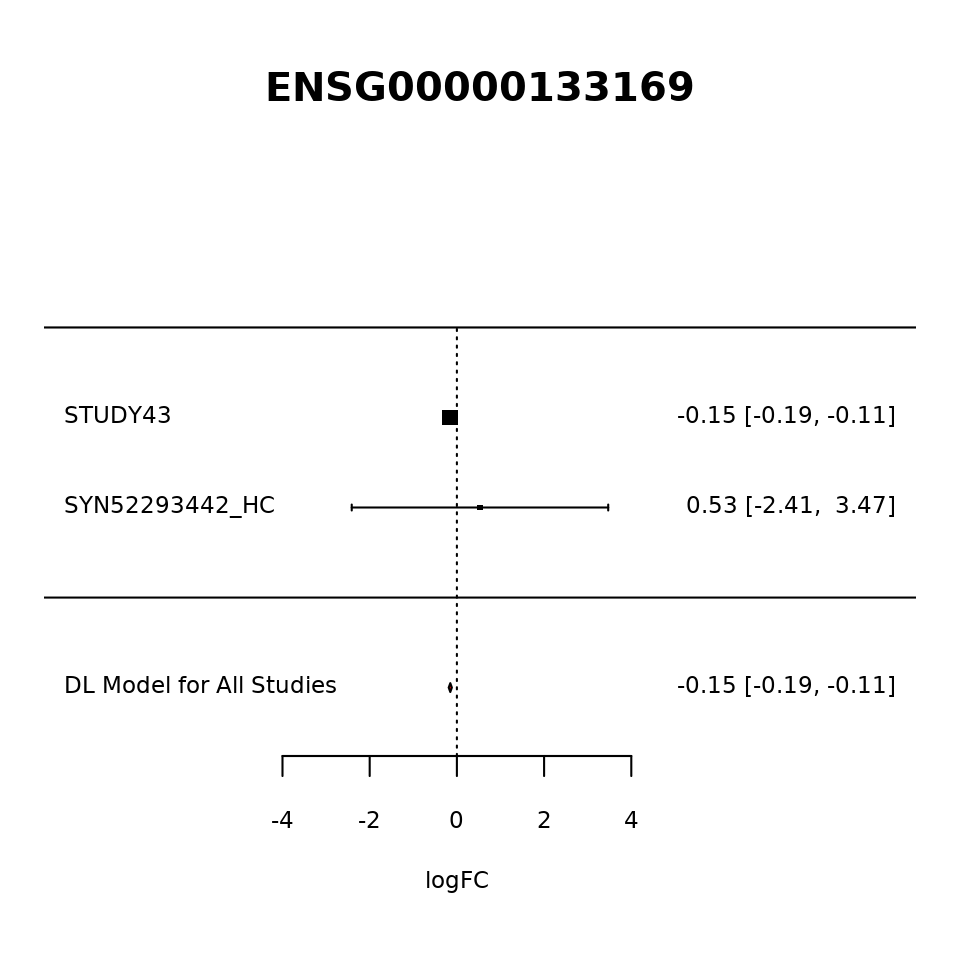 ENSG00000133169
STUDY43 -0.15 [-0.19, -0.11]
SYN52293442_HC 0.53 [-2.41, 3.47]
DL Model for All Studies -0.15 [-0.19, -0.11]
-4 -2 0 2 4
logFC